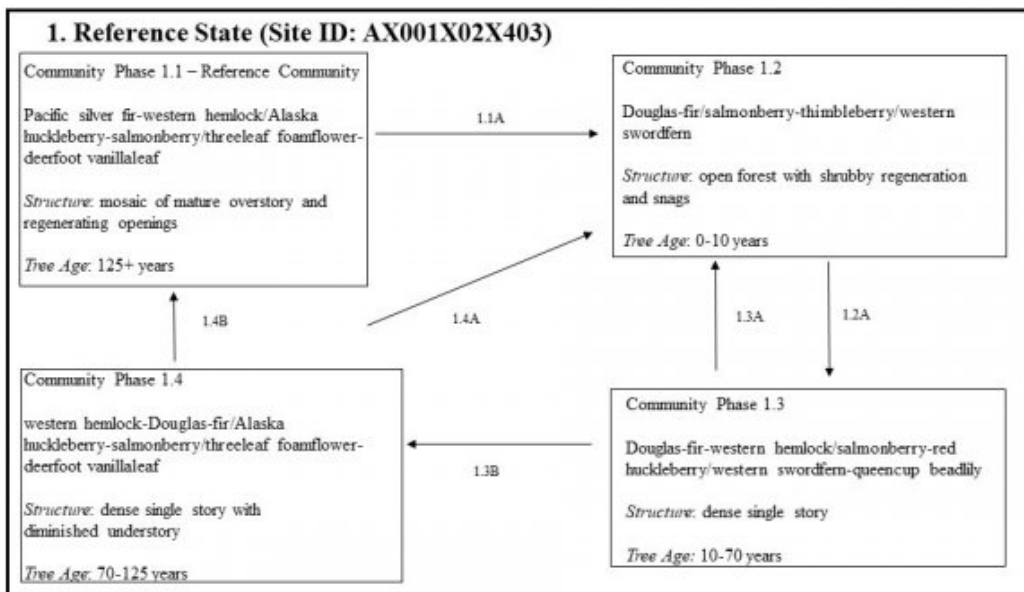 1. Reference State (Site ID: AX001X02X403)
Community Phase 1.1 – Reference Community
Pacific silver fir-western hemlock/Alaska
huckleberry-salmonberry/threeleaf foamflower-
deerfoot vanillaleaf
Structure: mosaic of mature overstory and
regenerating openings
Tree Age: 125+ years
1.1A
Community Phase 1.2
Douglas-fir/salmonberry-thimbleberry/western
swordfern
Structure: open forest with shrubby regeneration
and snags
Tree Age: 0-10 years
1.4B
1.4A
1.3A
1.2A
Community Phase 1.4
western hemlock-Douglas-fir/Alaska
huckleberry-salmonberry/threeleaf foamflower-
deerfoot vanillaleaf
Structure: dense single story with
diminished understory
Tree Age: 70-125 years
1.3B
Community Phase 1.3
Douglas-fir-western hemlock/salmonberry-red
huckleberry/western swordfern-queencup beadlily
Structure: dense single story
Tree Age: 10-70 years